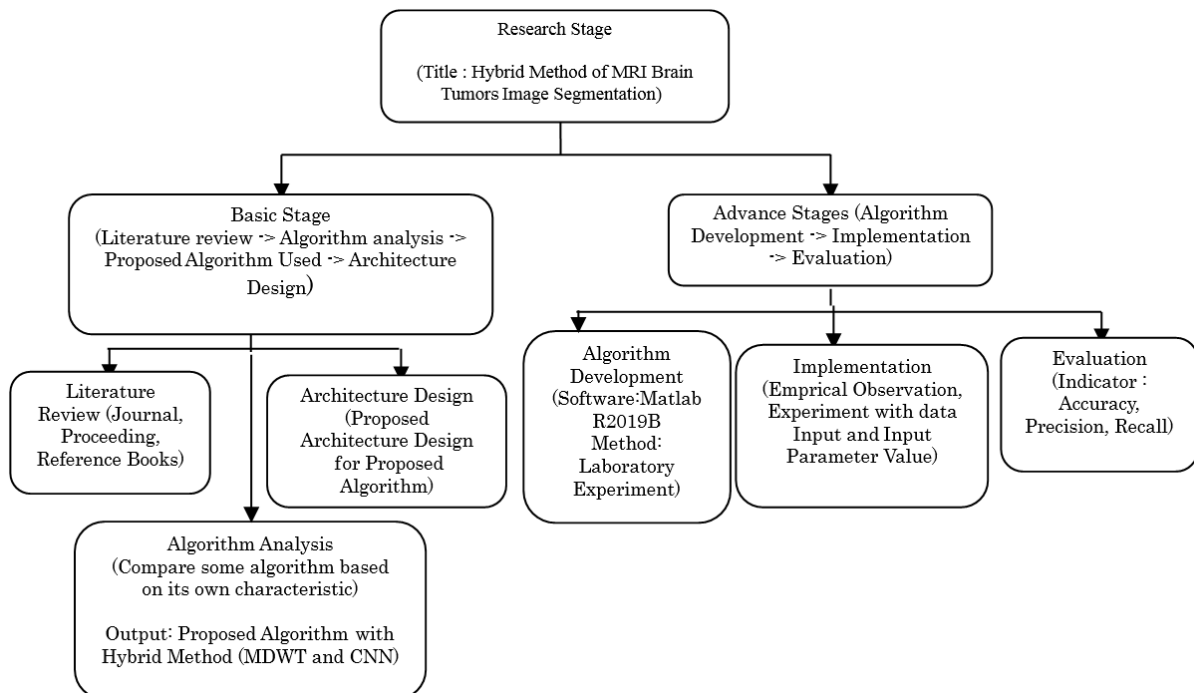 Research Stage
(Title : Hybrid Method of MRI Brain
Tumors Image Segmentation)
Basic Stage
(Literature review -> Algorithm analysis ->
Proposed Algorithm Used -> Architecture
Design)
Advance Stages (Algorithm
Development -> Implementation
-> Evaluation)
Literature
Review (Journal,
Proceeding,
Reference Books)
Architecture Design
(Proposed
Architecture Design
for Proposed
Algorithm)
Algorithm
Development
(Software:Matlab
R2019B
Method:
Laboratory
Experiment)
Implementation
(Emprical Observation,
Experiment with data
Input and Input
Parameter Value)
Evaluation
(Indicator :
Accuracy,
Precision, Recall)
Algorithm Analysis
(Compare some algorithm based
on its own characteristic)
Output: Proposed Algorithm with
Hybrid Method (MDWT and CNN)